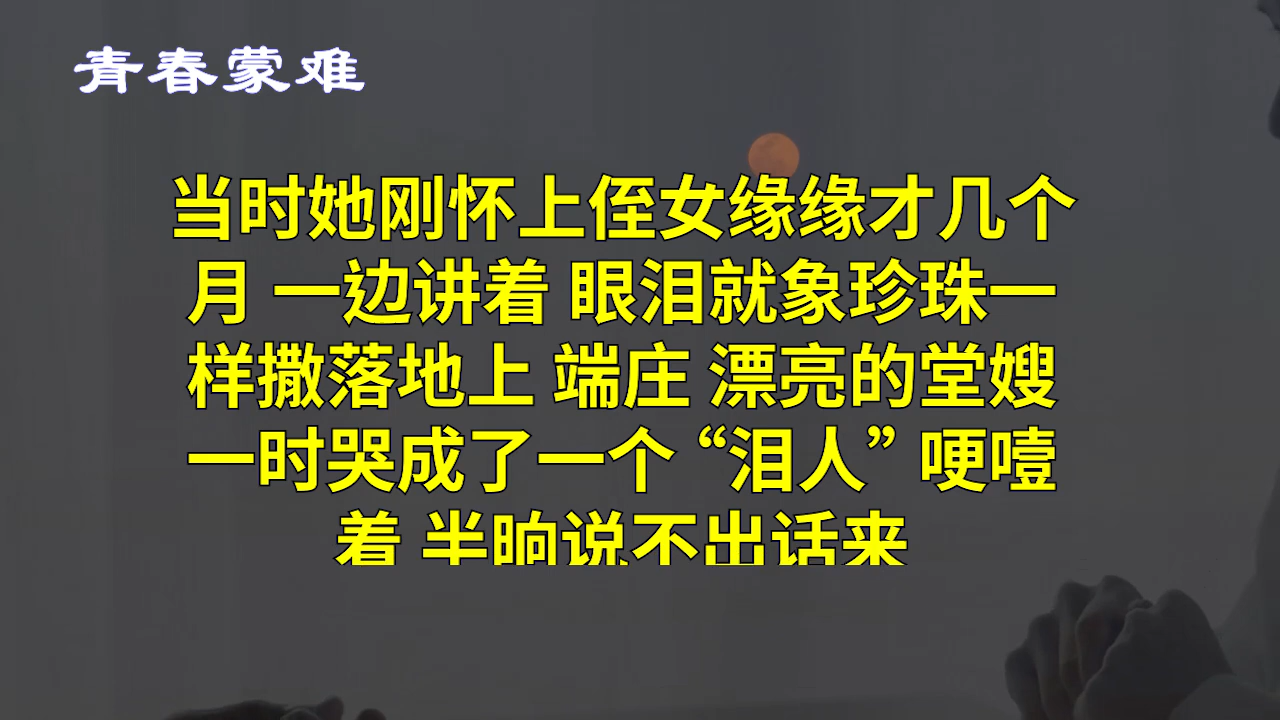 青春蒙难
当时她刚怀上侄女缘缘才几个
月 一边讲着 眼泪就象珍珠一
样撒落地上 端庄 漂亮的堂嫂
一时哭成了一个“泪人”哽噎
着 半晌说不出话来